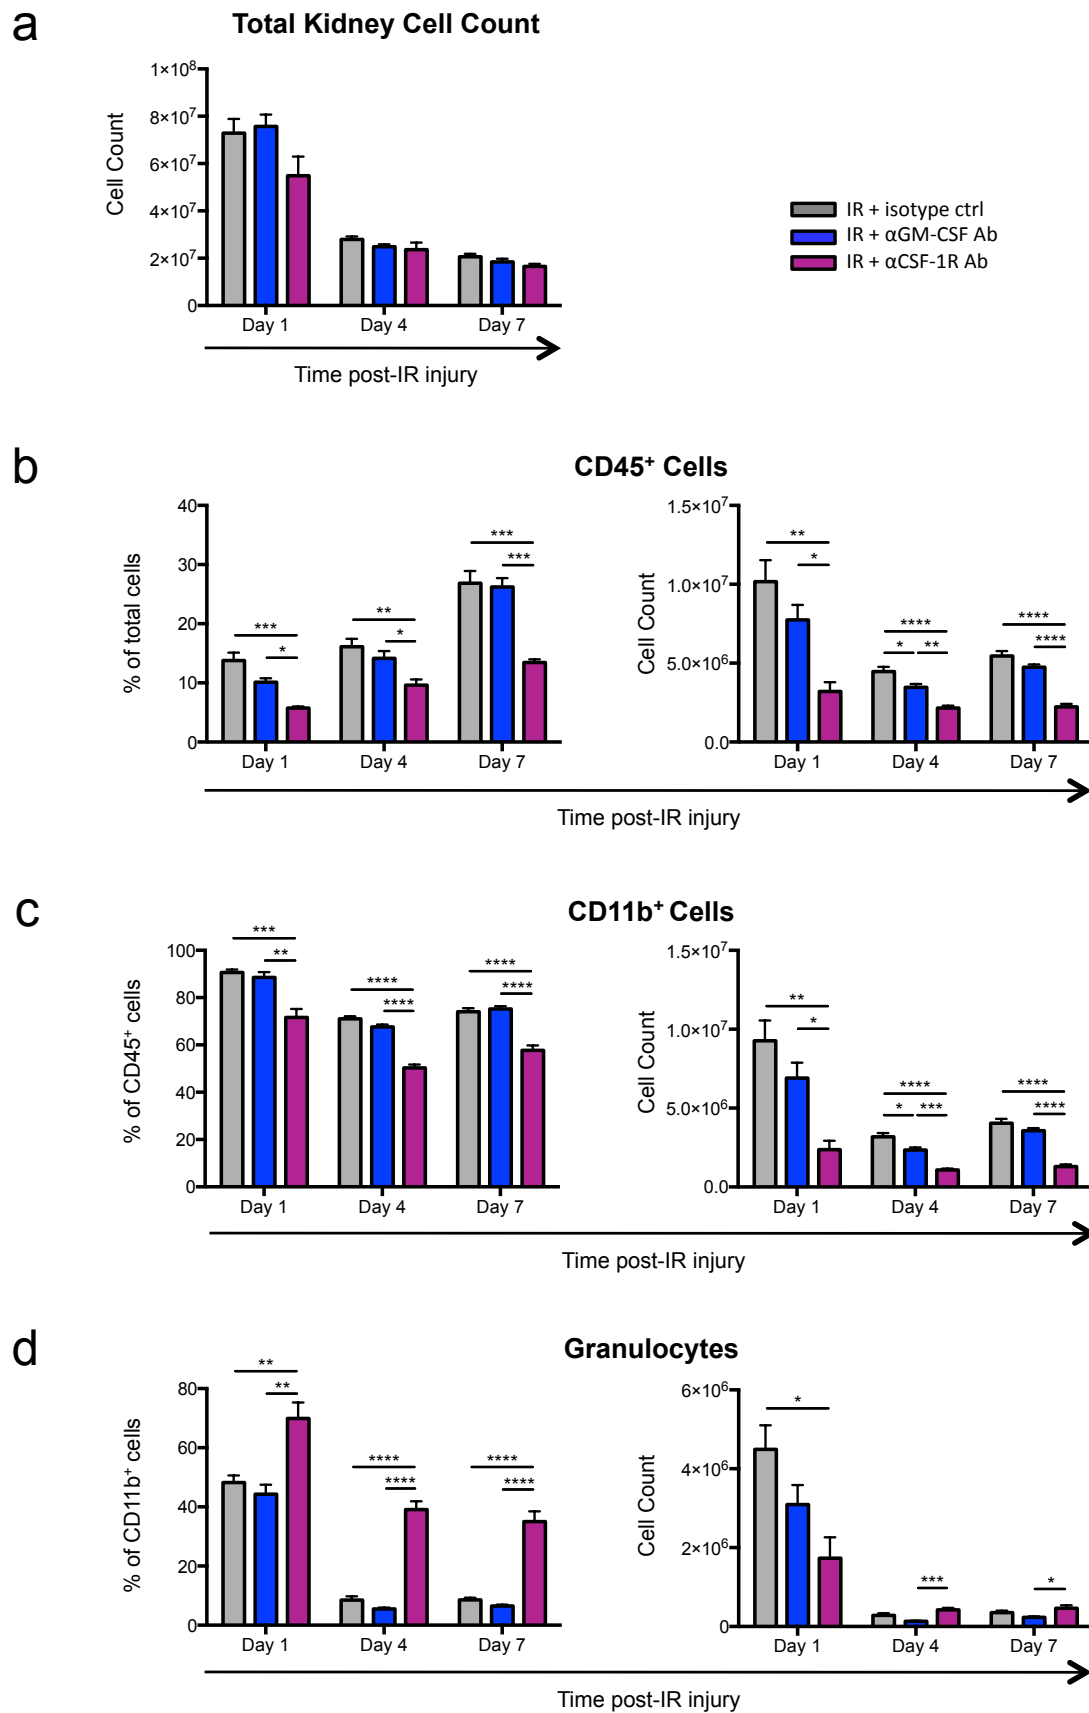 a
Total Kidney Cell Count
1×10⁸
8×10⁷
6×10⁷
4×10⁷
2×10⁷
0
Cell Count
Day 1 Day 4 Day 7
Time post-IR injury
IR + isotype ctrl
IR + αGM-CSF Ab
IR + αCSF-1R Ab
b
CD45⁺ Cells
40
30
20
10
0
% of total cells
*** * ** * *** ***
Day 1 Day 4 Day 7
1.5×10⁷
1.0×10⁷
5.0×10⁶
0.0
Cell Count
** * **** * ** **** ****
Day 1 Day 4 Day 7
Time post-IR injury
c
CD11b⁺ Cells
100
80
60
40
20
0
% of CD45⁺ cells
*** ** **** **** **** ****
Day 1 Day 4 Day 7
1.5×10⁷
1.0×10⁷
5.0×10⁶
0.0
Cell Count
** * **** * *** **** ****
Day 1 Day 4 Day 7
Time post-IR injury
d
Granulocytes
80
60
40
20
0
% of CD11b⁺ cells
** ** **** **** **** ****
Day 1 Day 4 Day 7
6×10⁶
4×10⁶
2×10⁶
0
Cell Count
* *** *
Day 1 Day 4 Day 7
Time post-IR injury